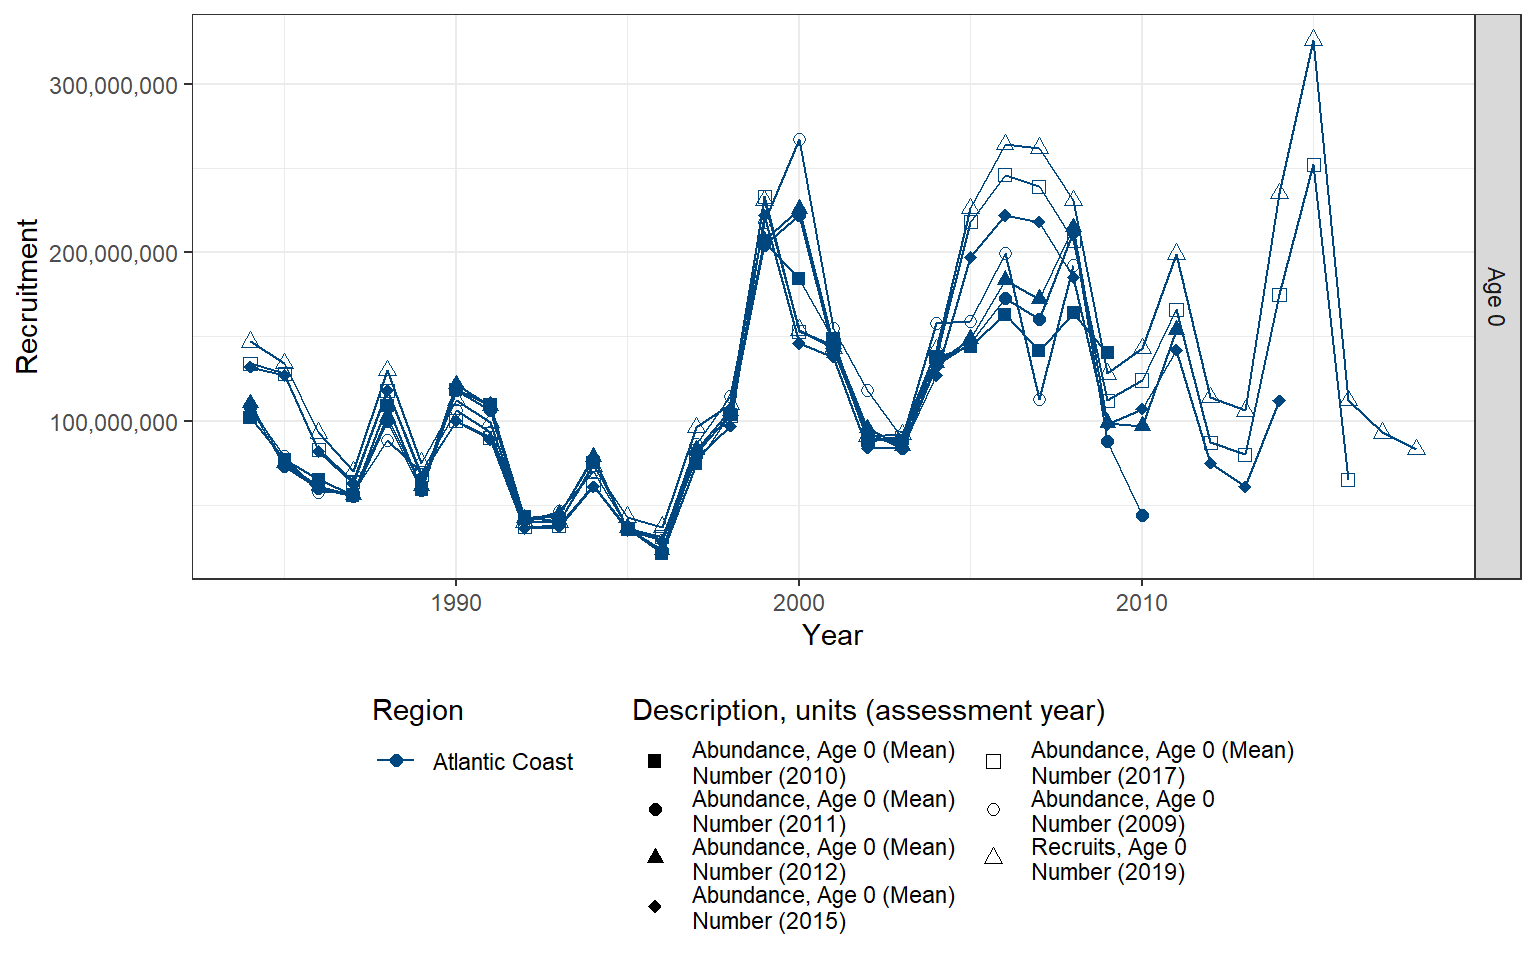 300,000,000
200,000,000
100,000,000
Recruitment
Age 0
1990
2000
2010
Year
Region
Atlantic Coast
Description, units (assessment year)
Abundance, Age 0 (Mean)
Number (2010)
Abundance, Age 0 (Mean)
Number (2011)
Abundance, Age 0 (Mean)
Number (2012)
Abundance, Age 0 (Mean)
Number (2015)
Abundance, Age 0 (Mean)
Number (2017)
Abundance, Age 0
Number (2009)
Recruits, Age 0
Number (2019)